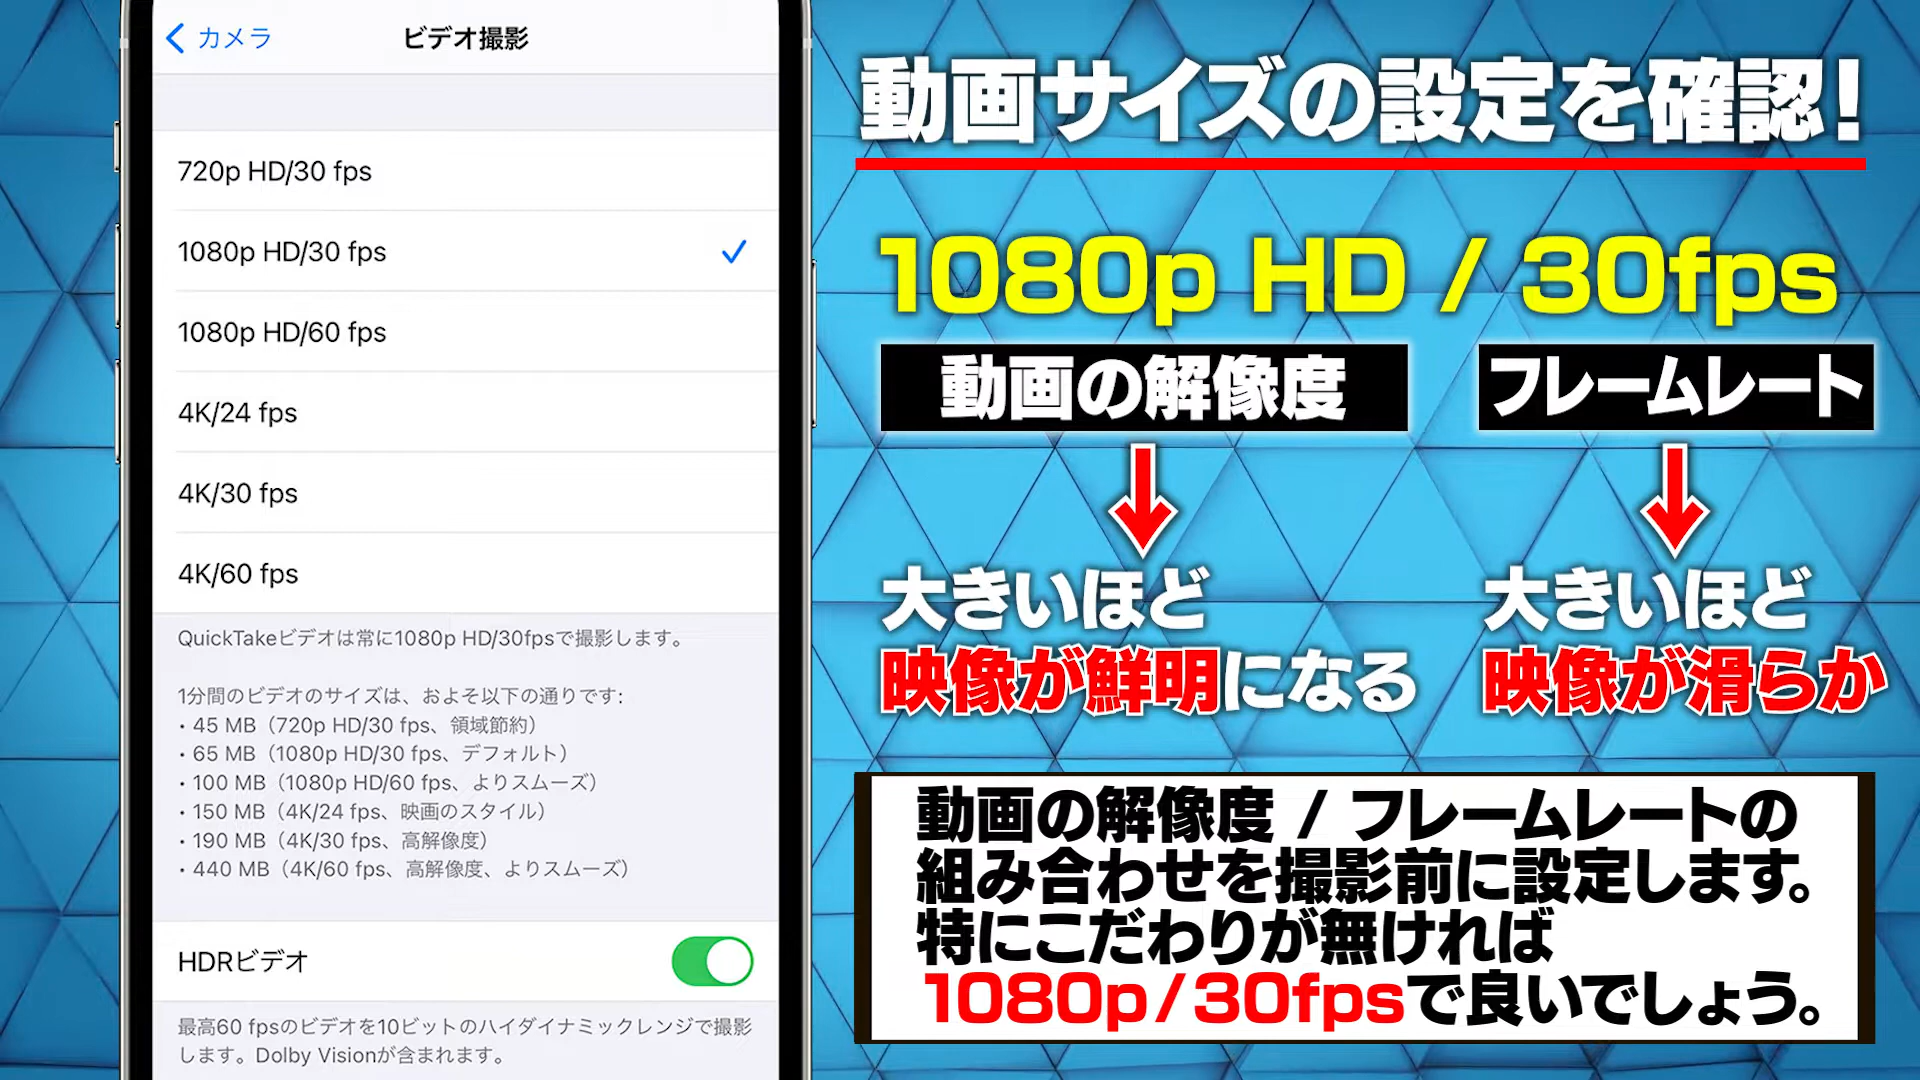 カメラ
ビデオ撮影
720p HD/30 fps
1080p HD/30 fps
1080p HD/60 fps
4K/24 fps
4K/30 fps
4K/60 fps
QuickTakeビデオは常に1080p HD/30fpsで撮影します。
1分間のビデオのサイズは、およそ以下の通りです:
・45 MB（720p HD/30 fps、領域節約）
・65 MB（1080p HD/30 fps、デフォルト）
・100 MB（1080p HD/60 fps、よりスムーズ）
・150 MB（4K/24 fps、映画のスタイル）
・190 MB（4K/30 fps、高解像度）
・440 MB（4K/60 fps、高解像度、よりスムーズ）
HDRビデオ
最高60 fpsのビデオを10ビットのハイダイナミックレンジで撮影
します。Dolby Visionが含まれます。
動画サイズの設定を確認！
1080p HD / 30fps
動画の解像度
大きいほど
映像が鮮明になる
フレームレート
大きいほど
映像が滑らか
動画の解像度 / フレームレートの
組み合わせを撮影前に設定します。
特にこだわりが無ければ
1080p/30fpsで良いでしょう。